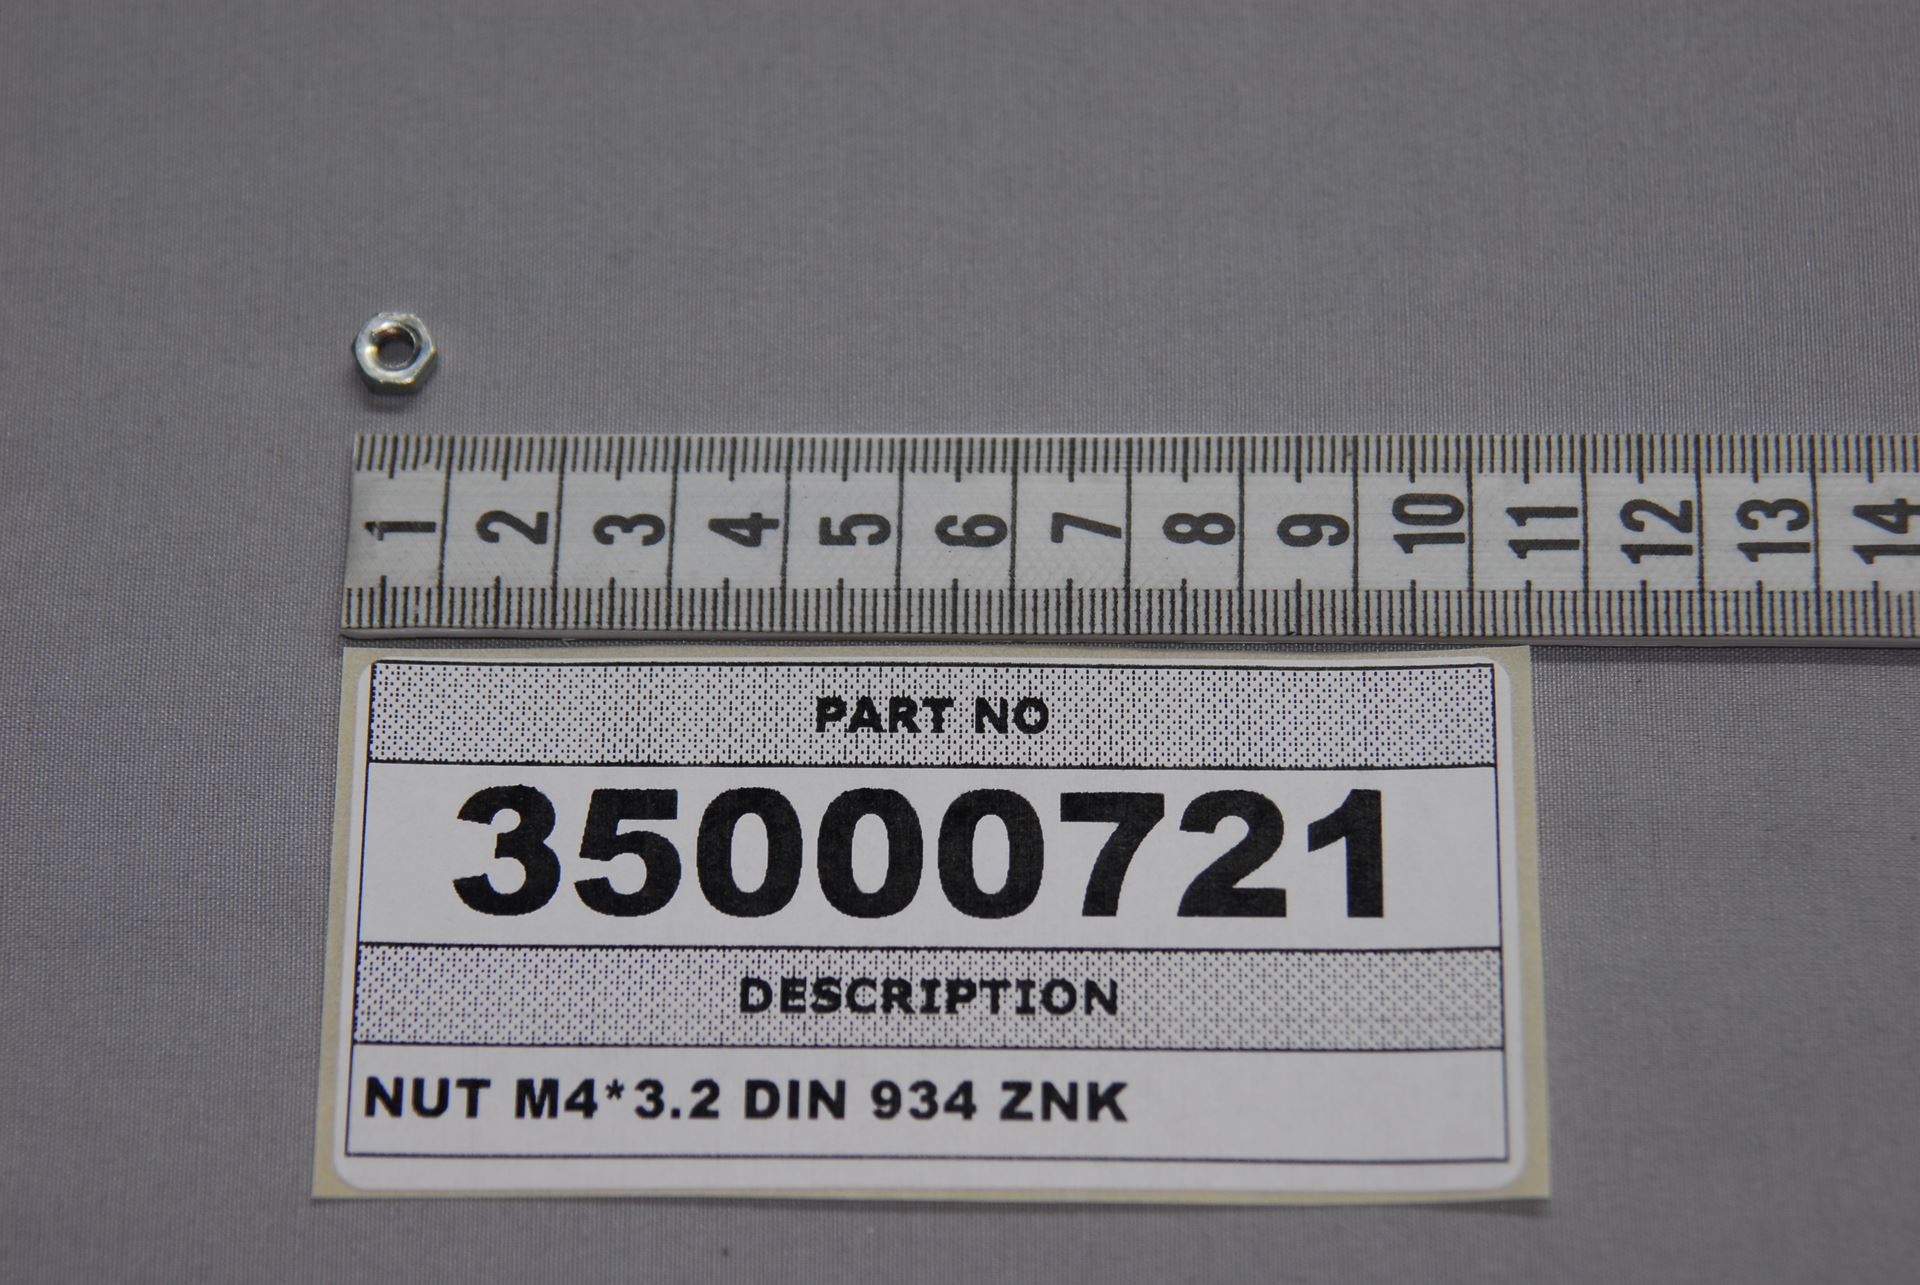 1 2 3 4 5 6 7 8 9 10 11 12 13 14
PART NO
35000721
DESCRIPTION
NUT M4*3.2 DIN 934 ZNK